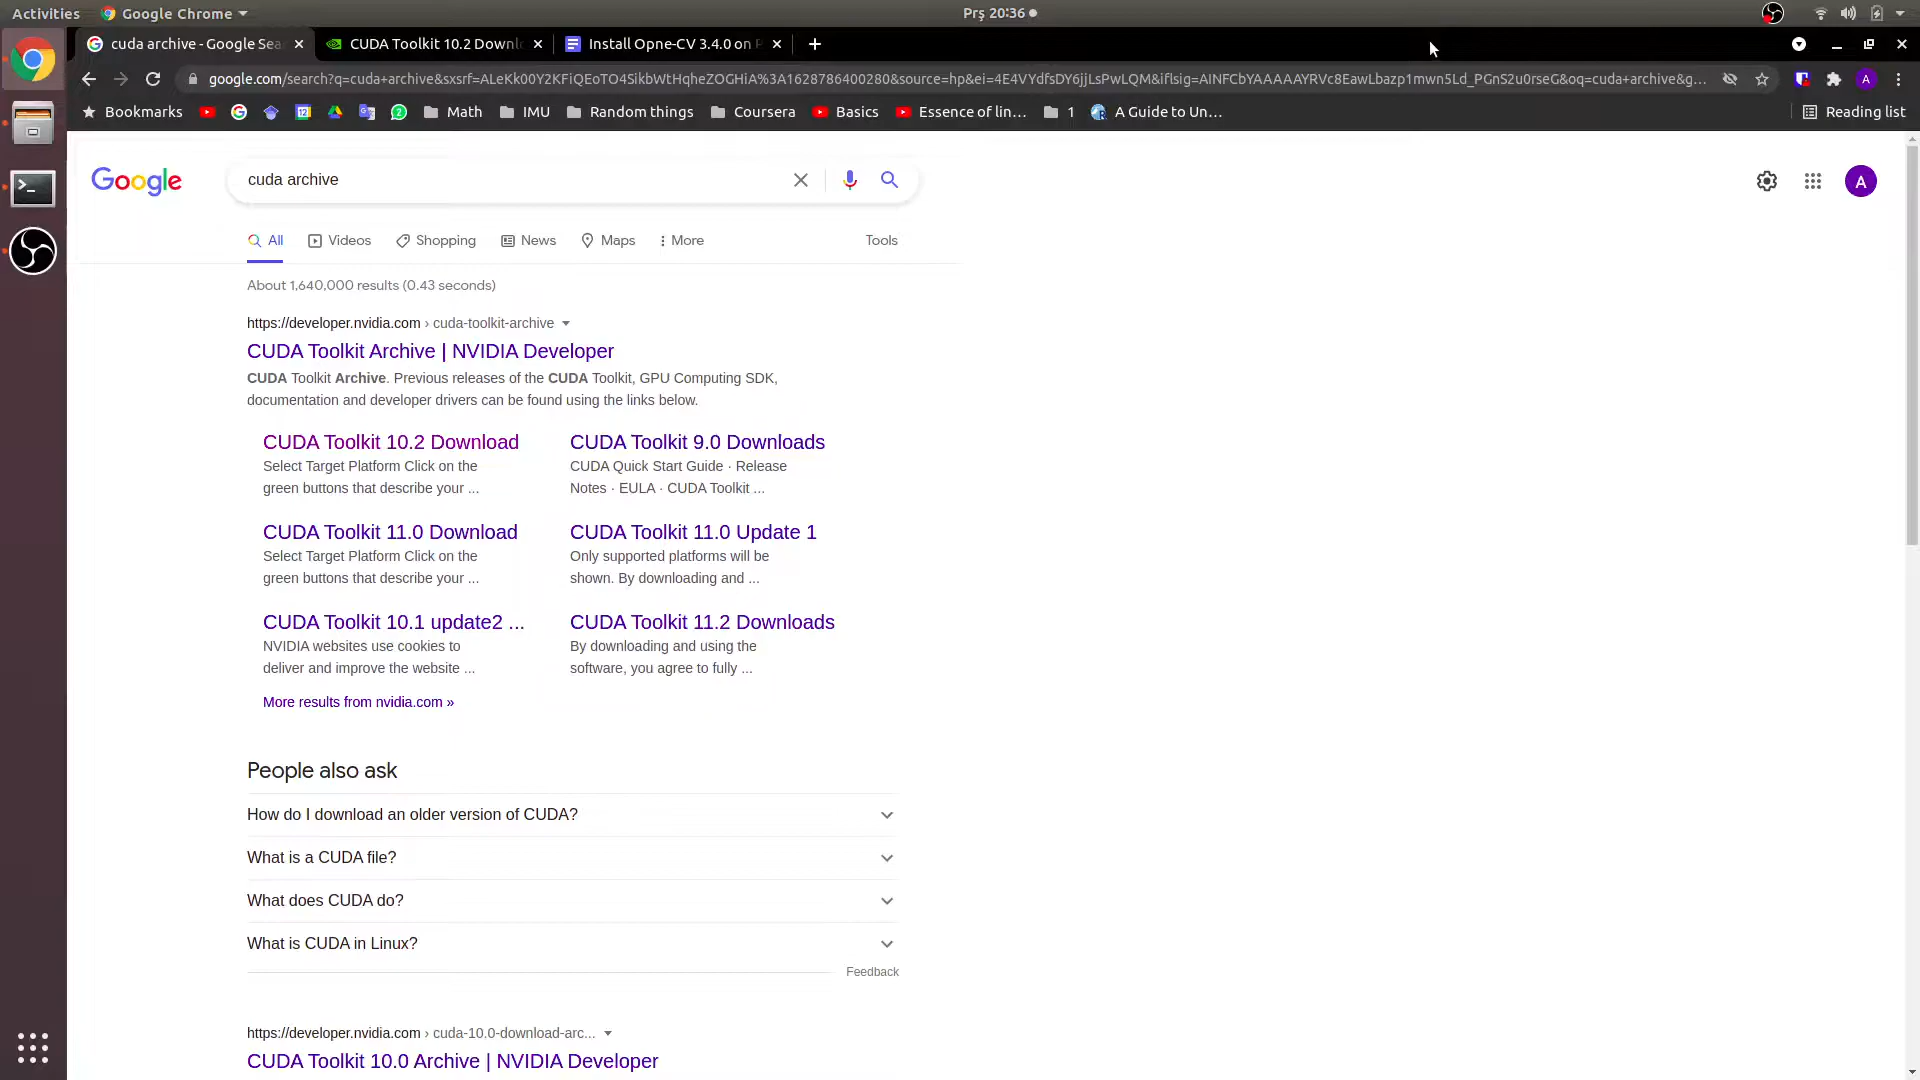 Activities
Google Chrome
Prş 20:36
cuda archive - Google Sea
CUDA Toolkit 10.2 Downl
Install Opne-CV 3.4.0 on
google.com/search?q=cuda+archive&sxsrf=ALeKk00Y2KFiQEoTO4SikbWtHqheZOGHiA%3A1628786400280&source=hp&ei=4E4VYdfsDY6jjLsPwLQM&iflsig=AINFCbYAAAAAYRVc8EawLbazp1mwn5Ld_PGnS2u0rseG&oq=cuda+archive&g...
Bookmarks
12
2
Math
IMU
Random things
Coursera
Basics
Essence of lin...
1
A Guide to Un...
Reading list
Google
cuda archive
A
All
Videos
Shopping
News
Maps
More
Tools
About 1,640,000 results (0.43 seconds)
https://developer.nvidia.com › cuda-toolkit-archive
CUDA Toolkit Archive | NVIDIA Developer
CUDA Toolkit Archive. Previous releases of the CUDA Toolkit, GPU Computing SDK,
documentation and developer drivers can be found using the links below.
CUDA Toolkit 10.2 Download
Select Target Platform Click on the
green buttons that describe your ...
CUDA Toolkit 9.0 Downloads
CUDA Quick Start Guide · Release
Notes · EULA · CUDA Toolkit ...
CUDA Toolkit 11.0 Download
Select Target Platform Click on the
green buttons that describe your ...
CUDA Toolkit 11.0 Update 1
Only supported platforms will be
shown. By downloading and ...
CUDA Toolkit 10.1 update2 ...
NVIDIA websites use cookies to
deliver and improve the website ...
CUDA Toolkit 11.2 Downloads
By downloading and using the
software, you agree to fully ...
More results from nvidia.com »
People also ask
How do I download an older version of CUDA?
What is a CUDA file?
What does CUDA do?
What is CUDA in Linux?
Feedback
https://developer.nvidia.com › cuda-10.0-download-arc...
CUDA Toolkit 10.0 Archive | NVIDIA Developer